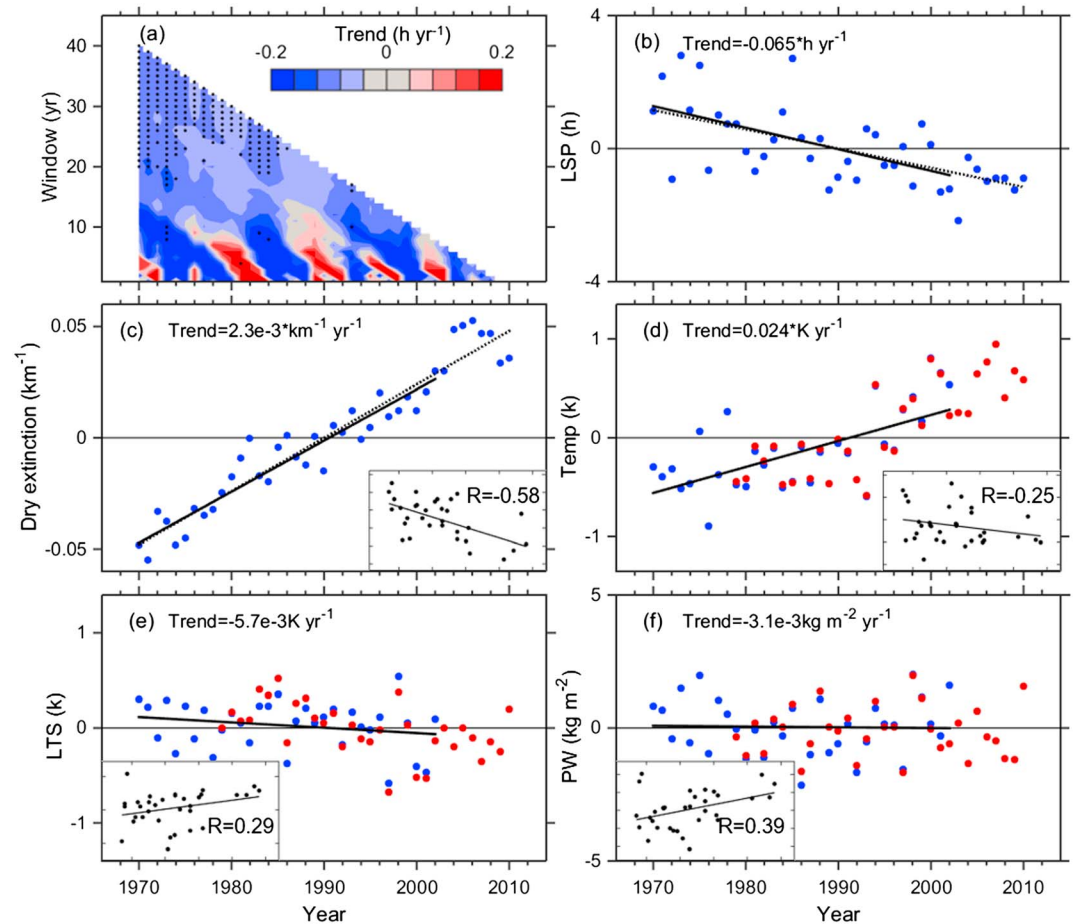 (a) Trend (h yr⁻¹)
-0.2 0 0.2
40
30
20
10
Window (yr)
(b) Trend=-0.065*h yr⁻¹
4
0
-4
LSP (h)
(c) Trend=2.3e-3*km⁻¹ yr⁻¹
0.05
0
-0.05
Dry extinction (km⁻¹)
R=-0.58
(d) Trend=0.024*K yr⁻¹
1
0
-1
Temp (k)
R=-0.25
(e) Trend=-5.7e-3K yr⁻¹
1
0
-1
LTS (k)
R=0.29
1970 1980 1990 2000 2010
Year
(f) Trend=-3.1e-3kg m⁻² yr⁻¹
5
0
-5
PW (kg m⁻²)
R=0.39
1970 1980 1990 2000 2010
Year